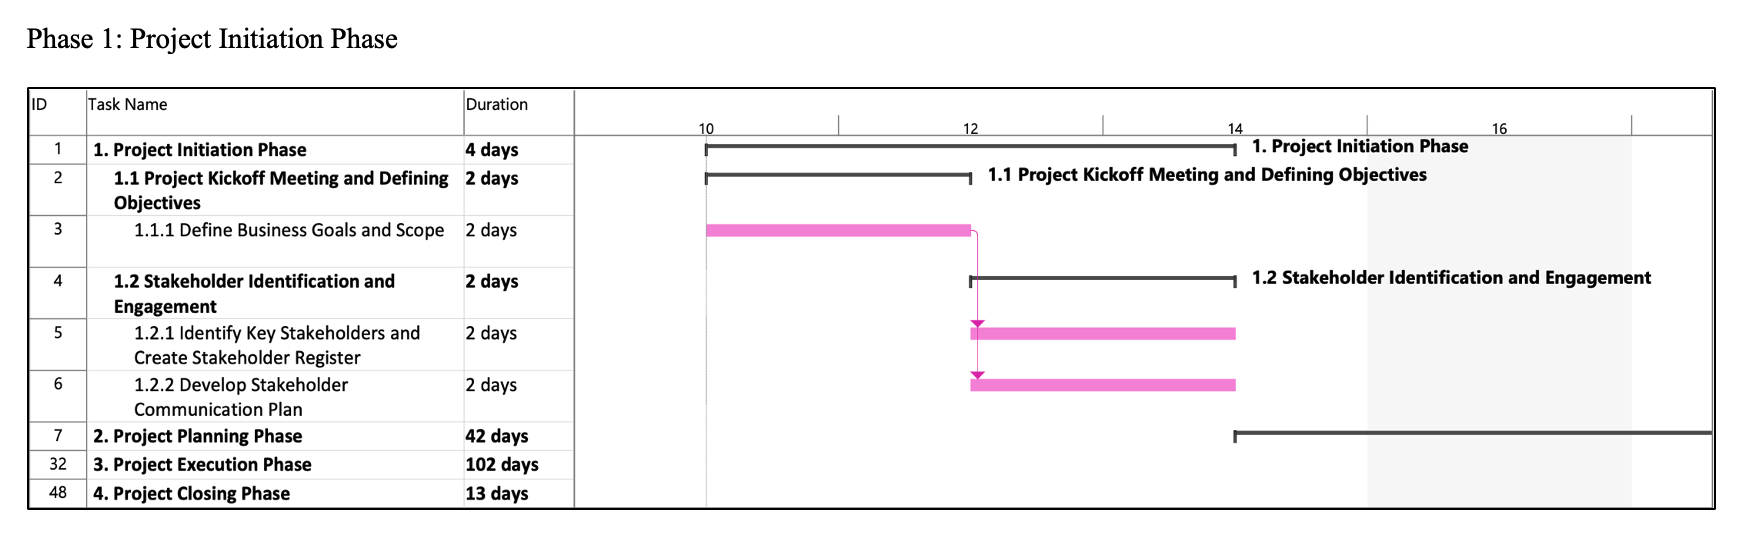 Phase 1: Project Initiation Phase
ID Task Name Duration
10 12 14 16
1 1. Project Initiation Phase 4 days 1. Project Initiation Phase
2 1.1 Project Kickoff Meeting and Defining 2 days 1.1 Project Kickoff Meeting and Defining Objectives
Objectives
3 1.1.1 Define Business Goals and Scope 2 days
4 1.2 Stakeholder Identification and 2 days 1.2 Stakeholder Identification and Engagement
Engagement
5 1.2.1 Identify Key Stakeholders and 2 days
Create Stakeholder Register
6 1.2.2 Develop Stakeholder 2 days
Communication Plan
7 2. Project Planning Phase 42 days
32 3. Project Execution Phase 102 days
48 4. Project Closing Phase 13 days